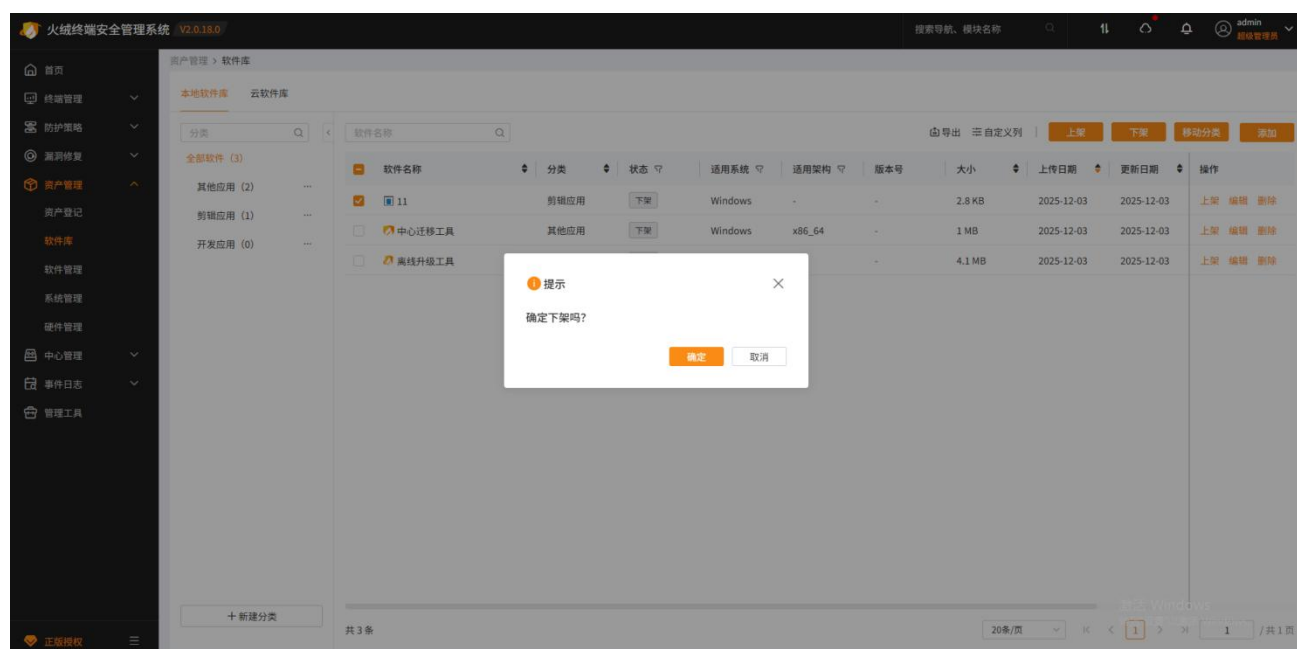 火绒终端安全管理系统 V2.0.18.0
搜索导航、模块名称
admin
超级管理员
首页
终端管理
防护策略
漏洞修复
资产管理
资产登记
软件库
软件管理
系统管理
硬件管理
中心管理
事件日志
管理工具
正版授权
资产管理 > 软件库
本地软件库 云软件库
分类
全部软件（3）
其他应用（2） ...
剪辑应用（1） ...
开发应用（0） ...
+ 新建分类
软件名称
导出 自定义列 上架 下架 移动分类 添加
软件名称 分类 状态 适用系统 适用架构 版本号 大小 上传日期 更新日期 操作
11 剪辑应用 下架 Windows - - 2.8 KB 2025-12-03 2025-12-03 上架 编辑 删除
中心迁移工具 其他应用 下架 Windows x86_64 - 1 MB 2025-12-03 2025-12-03 上架 编辑 删除
离线升级工具 - 4.1 MB 2025-12-03 2025-12-03 上架 编辑 删除
提示
确定下架吗?
确定 取消
共 3 条
20条/页 1 1 / 共 1 页
激活 Windows